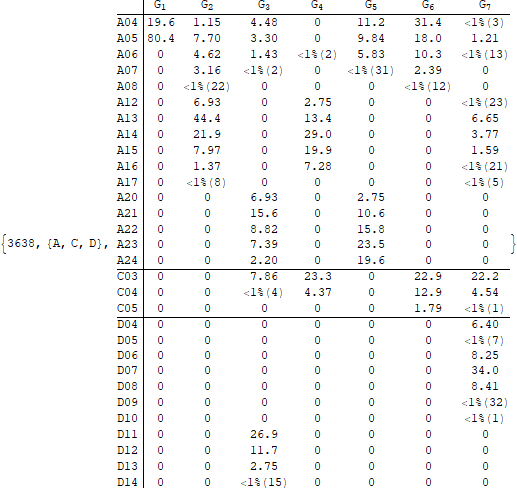 G1 G2 G3 G4 G5 G6 G7
A04 19.6 1.15 4.48 0 11.2 31.4 <1%(3)
A05 80.4 7.70 3.30 0 9.84 18.0 1.21
A06 0 4.62 1.43 <1%(2) 5.83 10.3 <1%(13)
A07 0 3.16 <1%(2) 0 <1%(31) 2.39 0
A08 0 <1%(22) 0 0 0 <1%(12) 0
A12 0 6.93 0 2.75 0 0 <1%(23)
A13 0 44.4 0 13.4 0 0 6.65
A14 0 21.9 0 29.0 0 0 3.77
A15 0 7.97 0 19.9 0 0 1.59
A16 0 1.37 0 7.28 0 0 <1%(21)
A17 0 <1%(8) 0 0 0 0 <1%(5)
A20 0 0 6.93 0 2.75 0 0
A21 0 0 15.6 0 10.6 0 0
A22 0 0 8.82 0 15.8 0 0
{3638, {A, C, D}, A23 0 0 7.39 0 23.5 0 0 }
A24 0 0 2.20 0 19.6 0 0
C03 0 0 7.86 23.3 0 22.9 22.2
C04 0 0 <1%(4) 4.37 0 12.9 4.54
C05 0 0 0 0 0 1.79 <1%(1)
D04 0 0 0 0 0 0 6.40
D05 0 0 0 0 0 0 <1%(7)
D06 0 0 0 0 0 0 8.25
D07 0 0 0 0 0 0 34.0
D08 0 0 0 0 0 0 8.41
D09 0 0 0 0 0 0 <1%(32)
D10 0 0 0 0 0 0 <1%(1)
D11 0 0 26.9 0 0 0 0
D12 0 0 11.7 0 0 0 0
D13 0 0 2.75 0 0 0 0
D14 0 0 <1%(15) 0 0 0 0